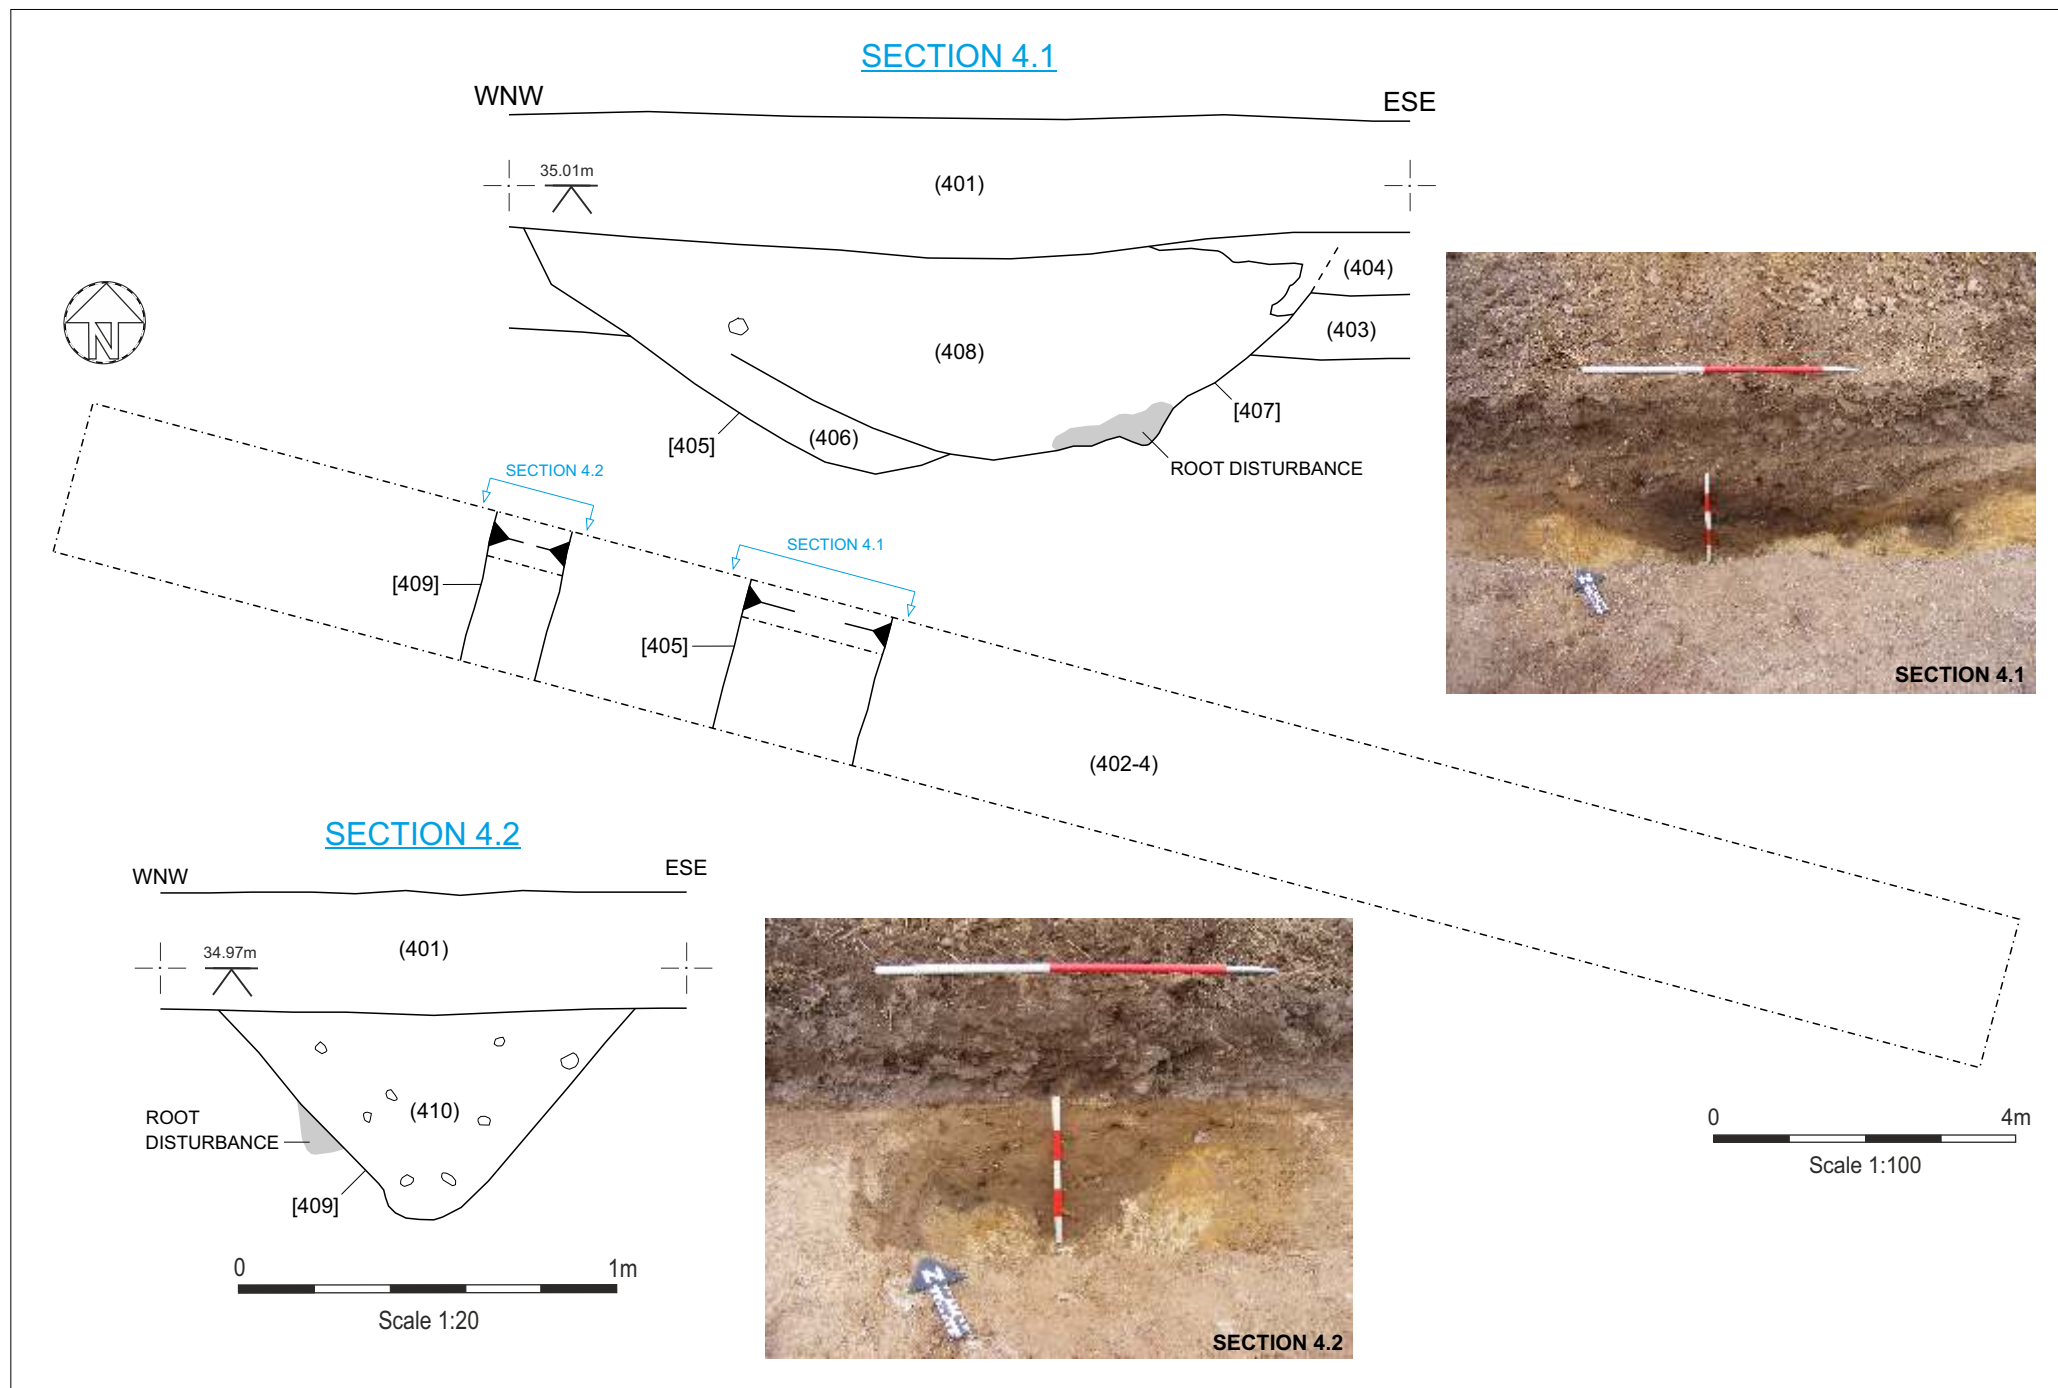 SECTION 4.1
WNW
ESE
35.01m
(401)
(404)
(403)
(408)
[407]
[405]
(406)
ROOT DISTURBANCE
N
SECTION 4.2
SECTION 4.1
[409]
[405]
(402-4)
SECTION 4.1
SECTION 4.2
WNW
ESE
34.97m
(401)
(410)
ROOT
DISTURBANCE
[409]
0 1m
Scale 1:20
N
SECTION 4.2
0 4m
Scale 1:100